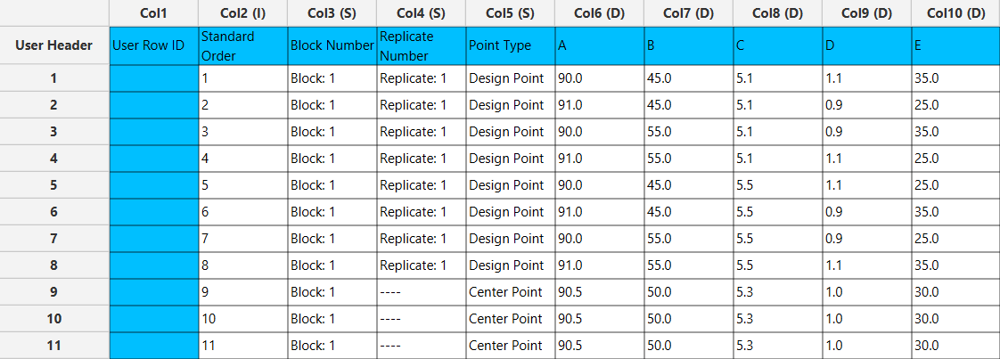 Col1 Col2 (I) Col3 (S) Col4 (S) Col5 (S) Col6 (D) Col7 (D) Col8 (D) Col9 (D) Col10 (D)
User Header User Row ID Standard Order Block Number Replicate Number Point Type A B C D E
1 1 Block: 1 Replicate: 1 Design Point 90.0 45.0 5.1 1.1 35.0
2 2 Block: 1 Replicate: 1 Design Point 91.0 45.0 5.1 0.9 25.0
3 3 Block: 1 Replicate: 1 Design Point 90.0 55.0 5.1 0.9 35.0
4 4 Block: 1 Replicate: 1 Design Point 91.0 55.0 5.1 1.1 25.0
5 5 Block: 1 Replicate: 1 Design Point 90.0 45.0 5.5 1.1 25.0
6 6 Block: 1 Replicate: 1 Design Point 91.0 45.0 5.5 0.9 35.0
7 7 Block: 1 Replicate: 1 Design Point 90.0 55.0 5.5 0.9 25.0
8 8 Block: 1 Replicate: 1 Design Point 91.0 55.0 5.5 1.1 35.0
9 9 Block: 1 ---- Center Point 90.5 50.0 5.3 1.0 30.0
10 10 Block: 1 ---- Center Point 90.5 50.0 5.3 1.0 30.0
11 11 Block: 1 ---- Center Point 90.5 50.0 5.3 1.0 30.0